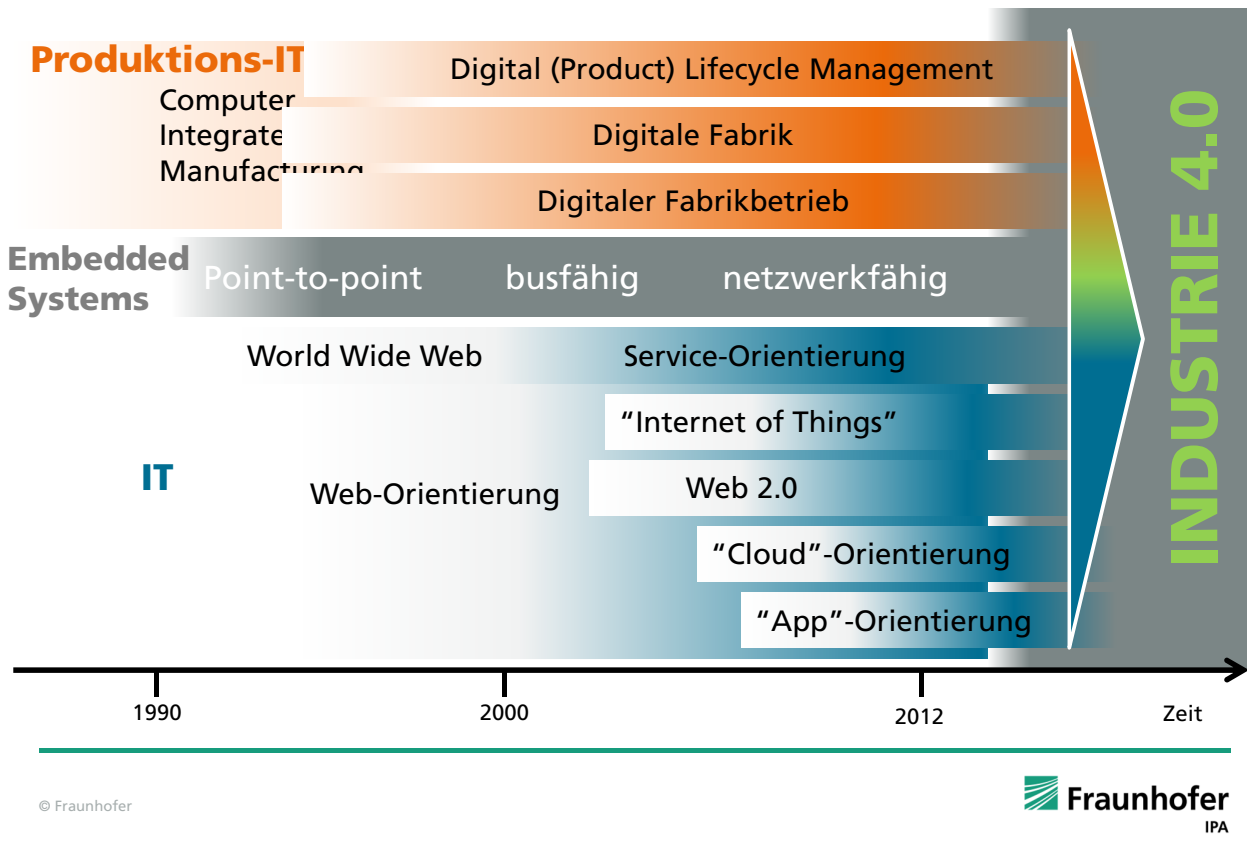 Produktions-IT
Computer
Integrate
Manufacturing
Digital (Product) Lifecycle Management
Digitale Fabrik
Digitaler Fabrikbetrieb
Embedded
Systems
Point-to-point busfähig netzwerkfähig
World Wide Web Service-Orientierung
“Internet of Things”
IT
Web-Orientierung
Web 2.0
“Cloud”-Orientierung
“App”-Orientierung
INDUSTRIE 4.0
1990 2000 2012 Zeit
© Fraunhofer
Fraunhofer
IPA